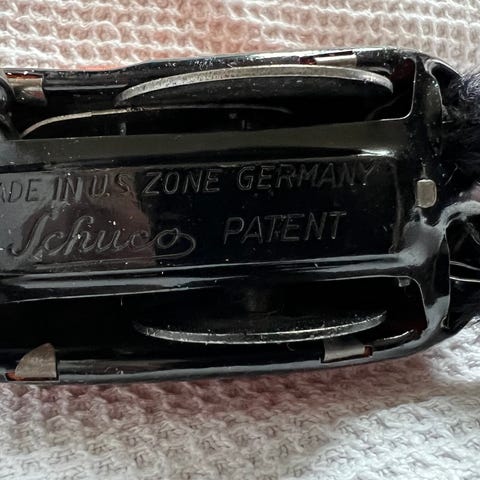 ADE IN U.S. ZONE GERMANY
Schuco PATENT